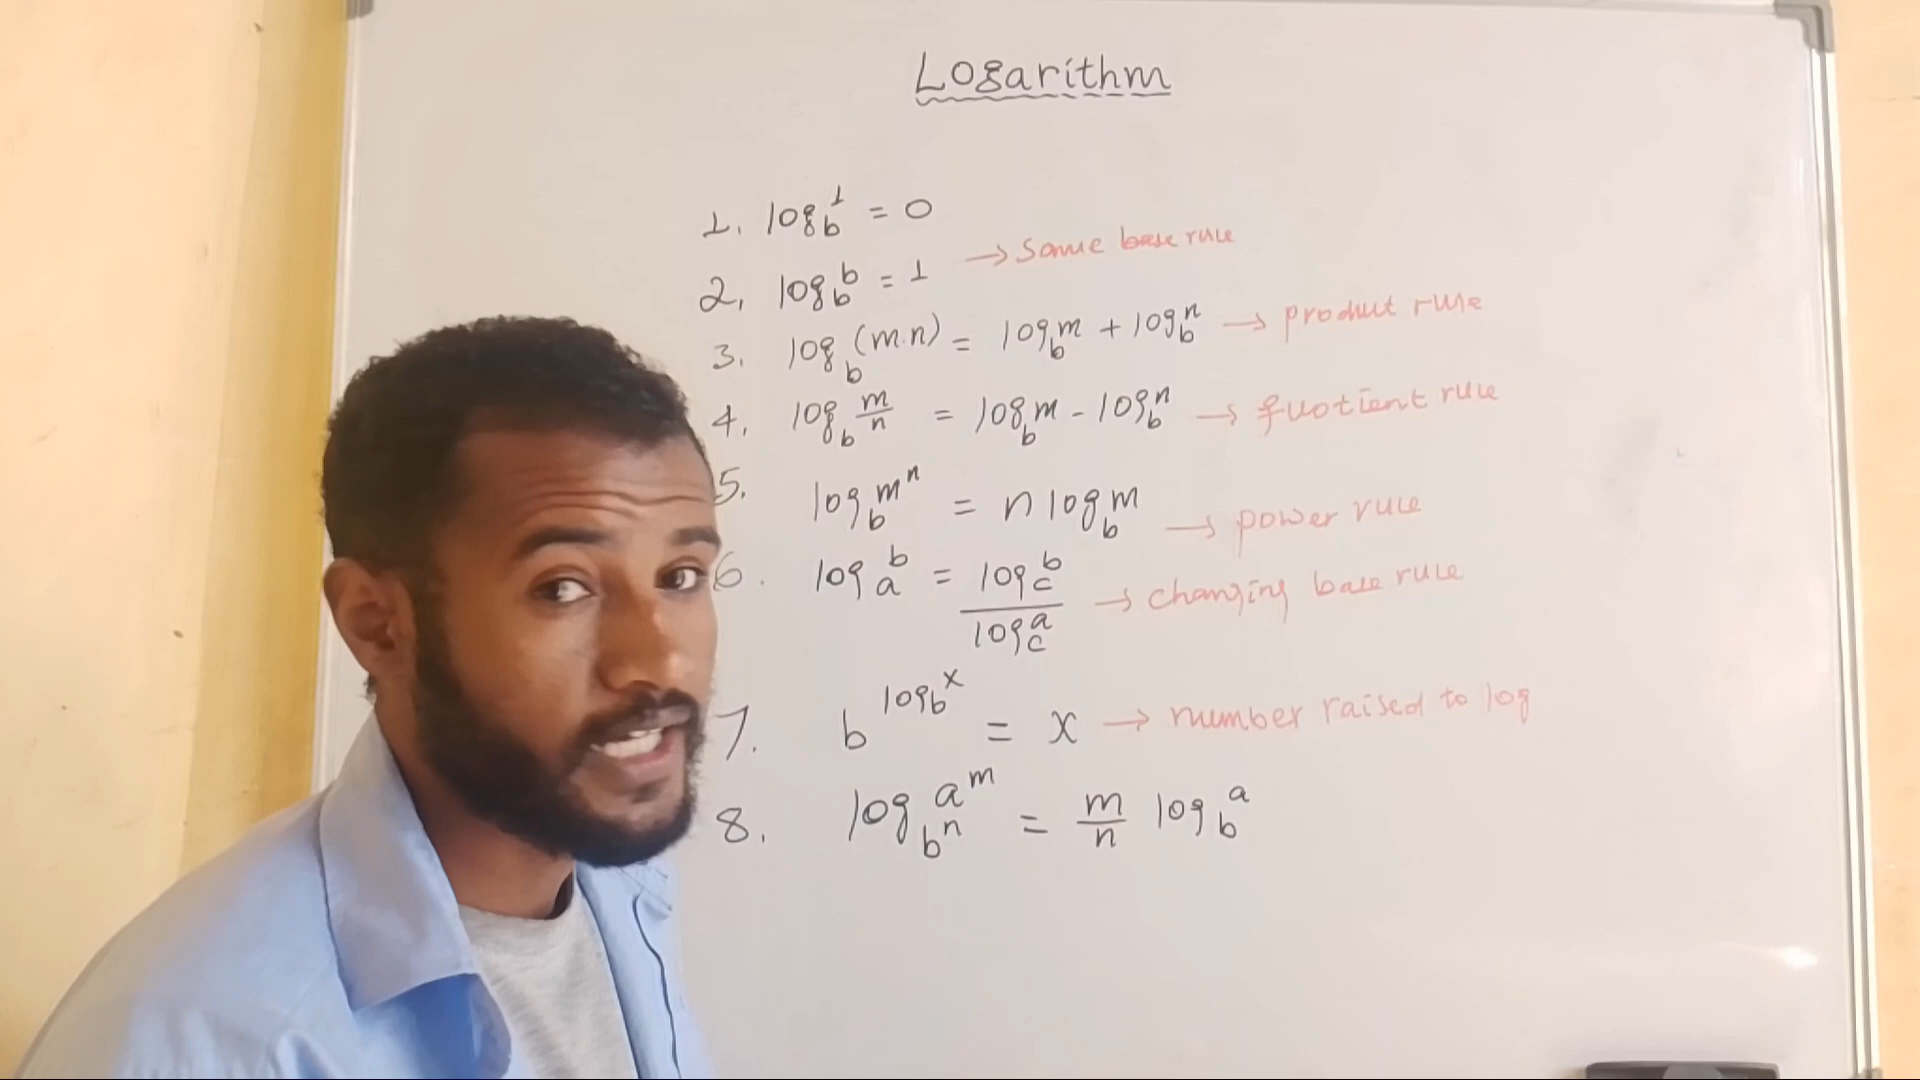 Logarithm
1. log_b 1 = 0
2. log_b b = 1 → Same base rule
3. log_b (m.n) = log_b m + log_b n → product rule
4. log_b m/n = log_b m - log_b n → quotient rule
5. log_b m^n = n log_b m → power rule
6. log_a b = log_c b / log_c a → changing base rule
7. b^(log_b x) = x → number raised to log
8. log_(b^n) a^m = m/n log_b a